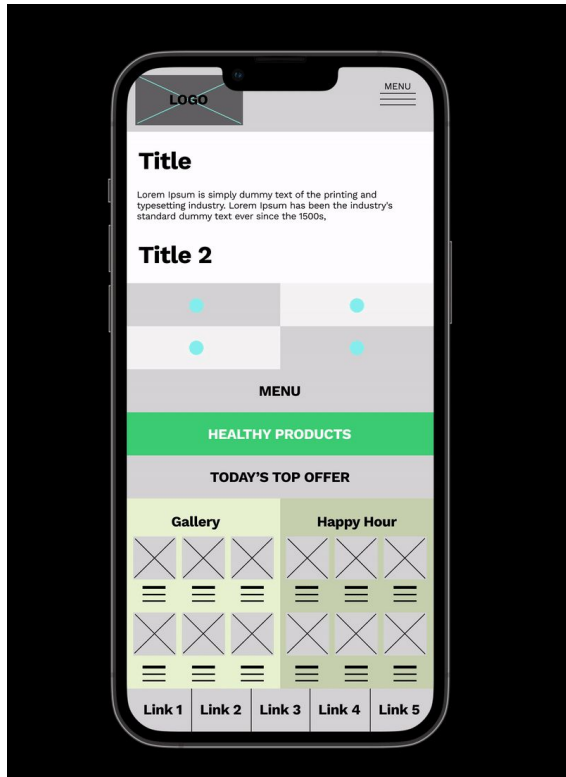 LOGO
MENU
Title
Lorem Ipsum is simply dummy text of the printing and
typesetting industry. Lorem Ipsum has been the industry's
standard dummy text ever since the 1500s,
Title 2
MENU
HEALTHY PRODUCTS
TODAY'S TOP OFFER
Gallery
Happy Hour
Link 1
Link 2
Link 3
Link 4
Link 5